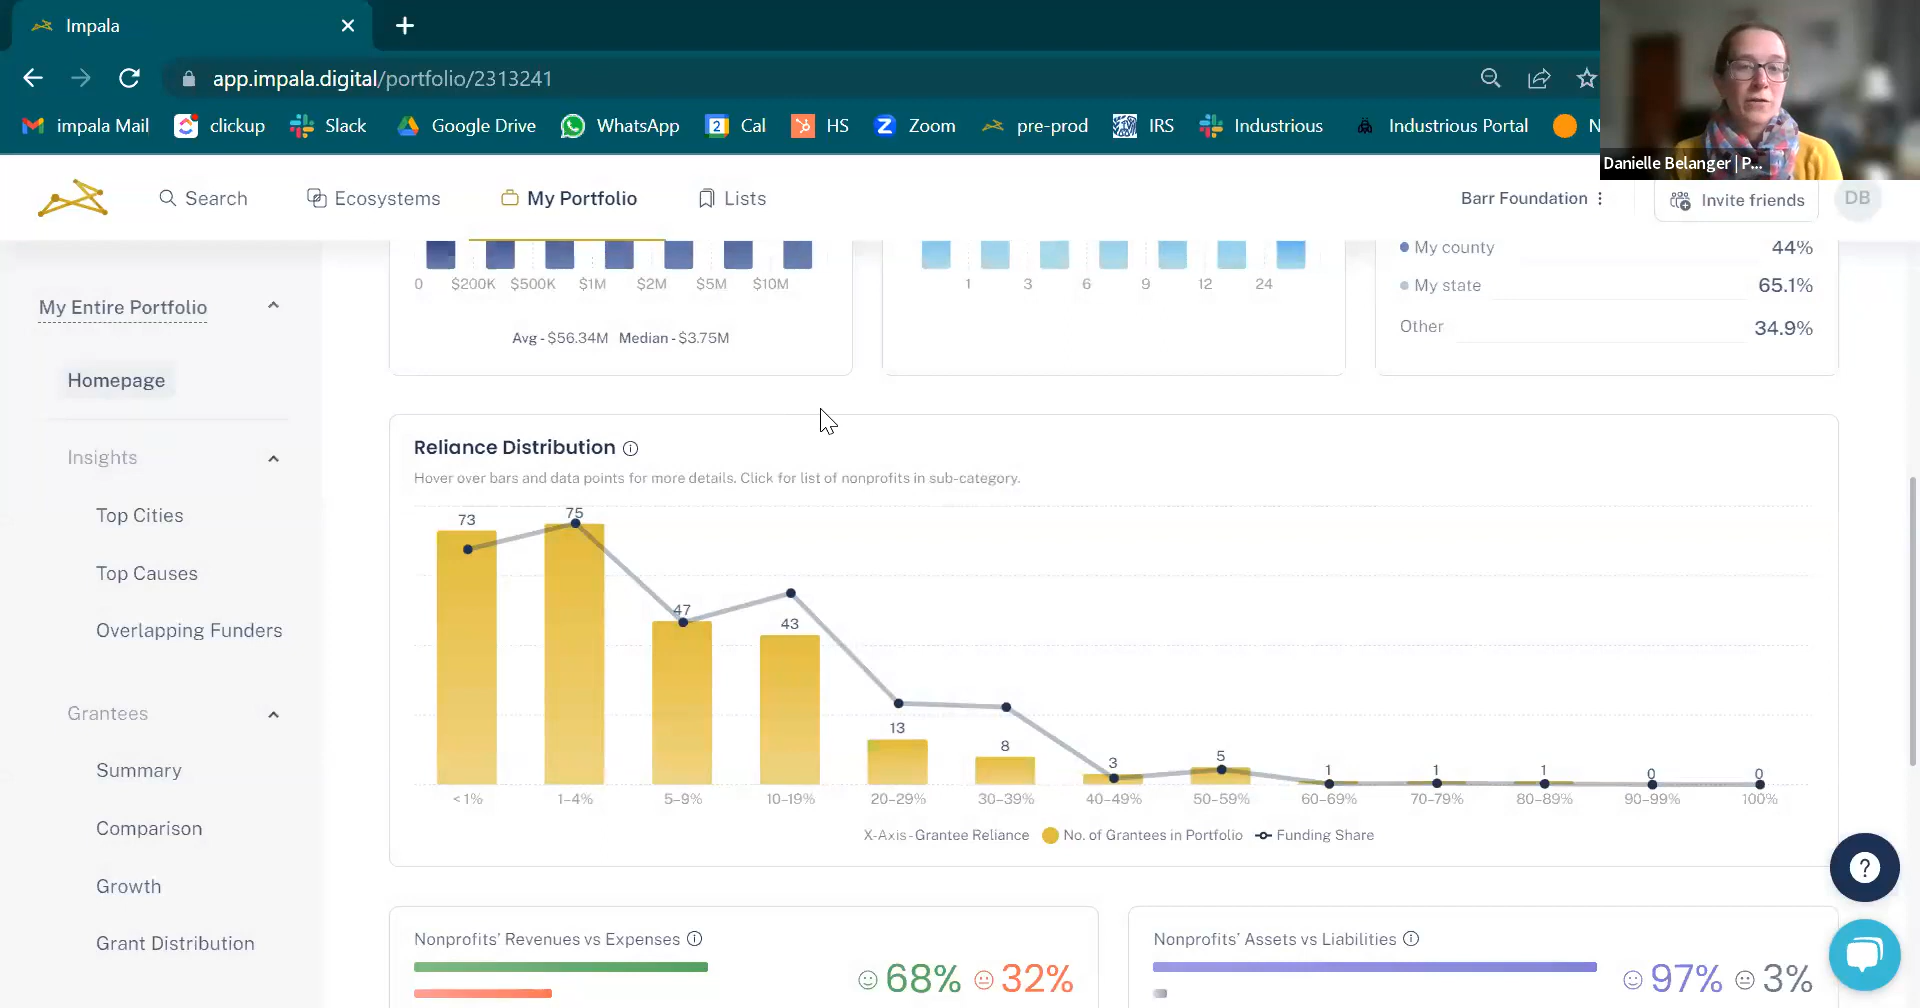 Impala
app.impala.digital/portfolio/2313241
impala Mail clickup Slack Google Drive WhatsApp 2 Cal HS Zoom pre-prod IRS Industrious Industrious Portal N
Danielle Belanger | P...
Search Ecosystems My Portfolio Lists Barr Foundation Invite friends DB
My Entire Portfolio
Homepage
Insights
Top Cities
Top Causes
Overlapping Funders
Grantees
Summary
Comparison
Growth
Grant Distribution
0 $200K $500K $1M $2M $5M $10M
Avg - $56.34M Median - $3.75M
1 3 6 9 12 24
My county 44%
My state 65.1%
Other 34.9%
Reliance Distribution
Hover over bars and data points for more details. Click for list of nonprofits in sub-category.
73 75 47 43 13 8 3 5 1 1 1 0 0
< 1% 1–4% 5–9% 10–19% 20–29% 30–39% 40–49% 50–59% 60–69% 70–79% 80–89% 90–99% 100%
X-Axis - Grantee Reliance No. of Grantees in Portfolio Funding Share
Nonprofits' Revenues vs Expenses
68% 32%
Nonprofits' Assets vs Liabilities
97% 3%
?